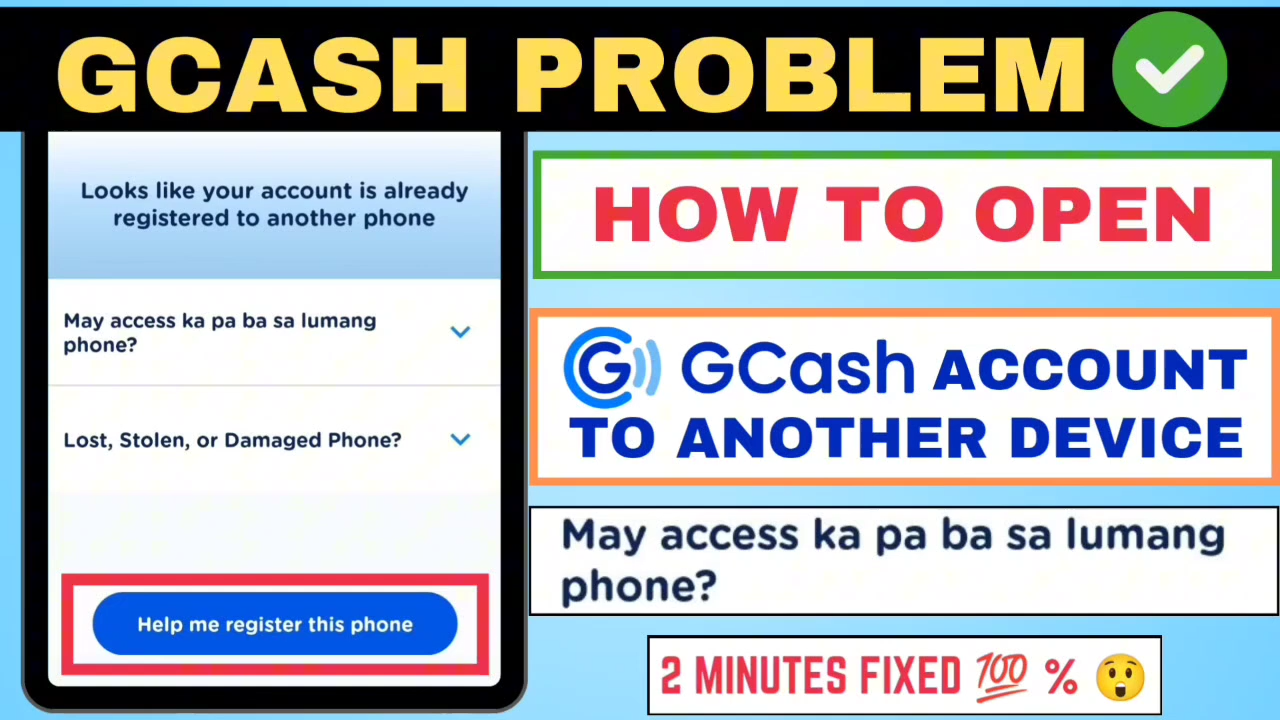 GCASH PROBLEM
Looks like your account is already
registered to another phone
May access ka pa ba sa lumang
phone?
Lost, Stolen, or Damaged Phone?
Help me register this phone
HOW TO OPEN
G GCash ACCOUNT
TO ANOTHER DEVICE
May access ka pa ba sa lumang
phone?
2 MINUTES FIXED 💯 % 😲